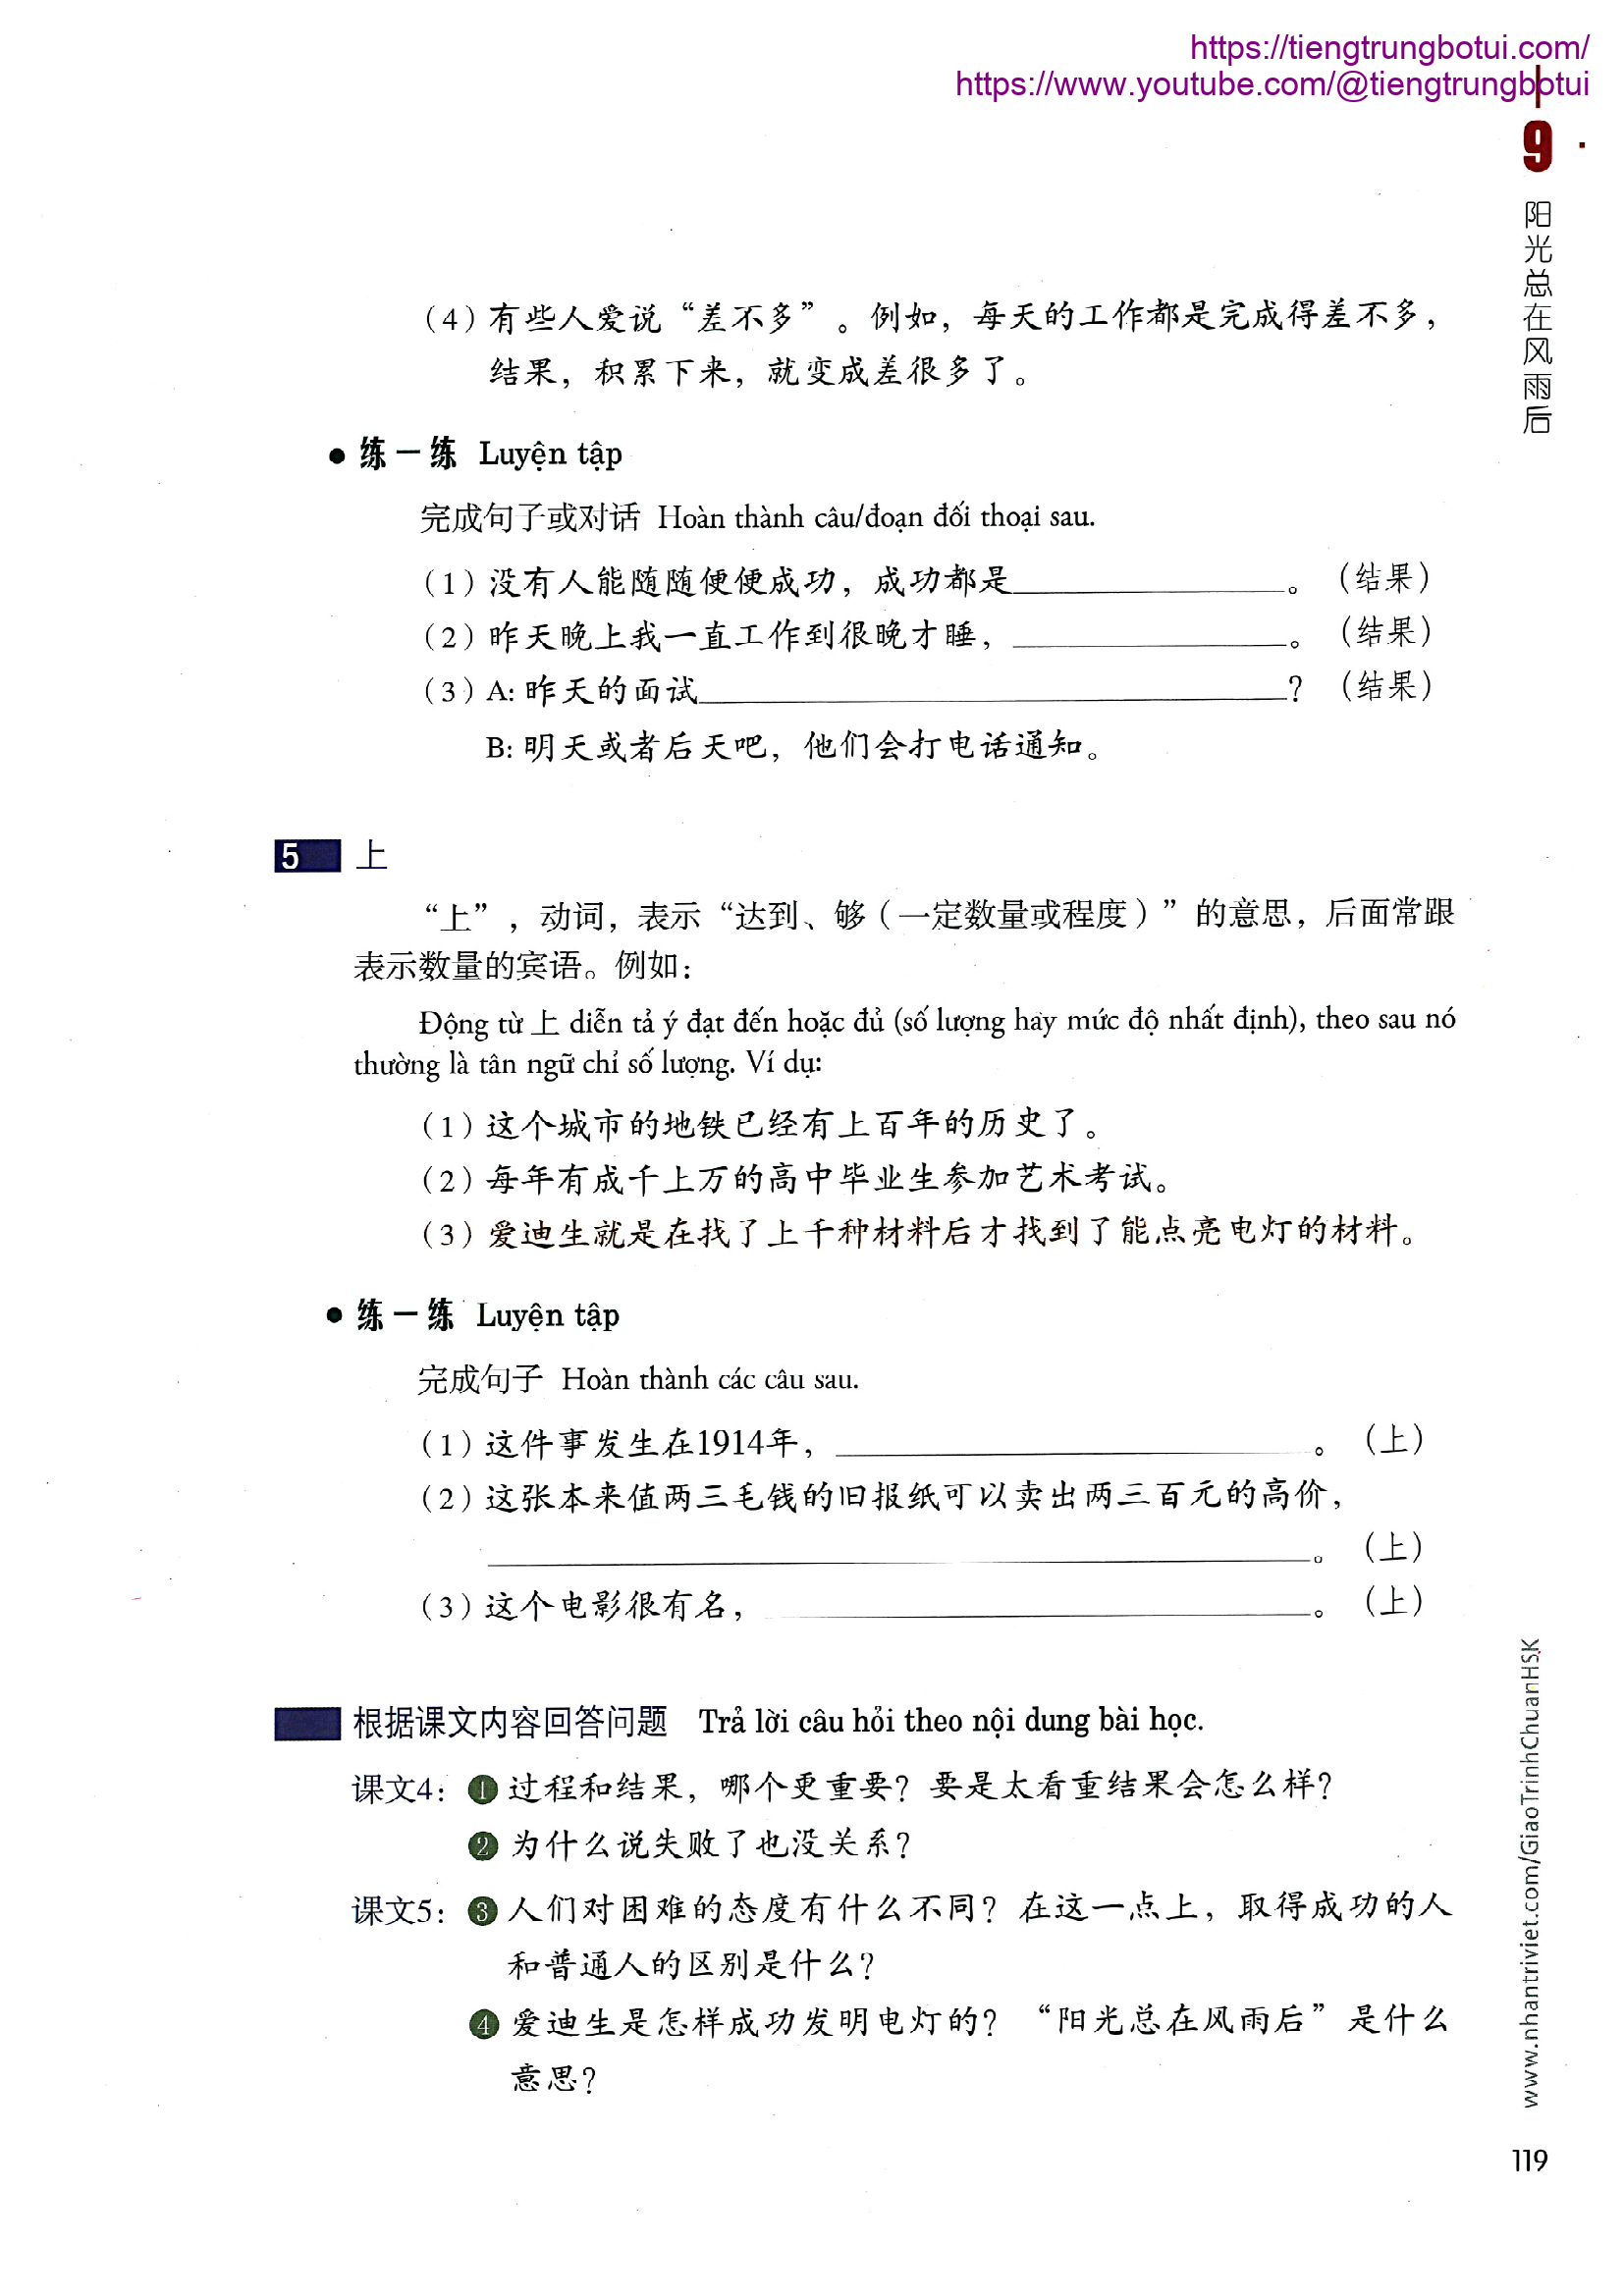 https://tiengtrungbotui.com/
https://www.youtube.com/@tiengtrungbotui
9
阳光总在风雨后
（4）有些人爱说“差不多”。例如，每天的工作都是完成得差不多，
结果，积累下来，就变成差很多了。
● 练一练 Luyện tập
完成句子或对话 Hoàn thành câu/đoạn đối thoại sau.
（1）没有人能随随便便成功，成功都是__________。（结果）
（2）昨天晚上我一直工作到很晚才睡，__________。（结果）
（3）A: 昨天的面试____________________？（结果）
B: 明天或者后天吧，他们会打电话通知。
5 上
“上”，动词，表示“达到、够（一定数量或程度）”的意思，后面常跟
表示数量的宾语。例如：
Động từ 上 diễn tả ý đạt đến hoặc đủ (số lượng hay mức độ nhất định), theo sau nó
thường là tân ngữ chỉ số lượng. Ví dụ:
（1）这个城市的地铁已经有上百年的历史了。
（2）每年有成千上万的高中毕业生参加艺术考试。
（3）爱迪生就是在找了上千种材料后才找到了能点亮电灯的材料。
● 练一练 Luyện tập
完成句子 Hoàn thành các câu sau.
（1）这件事发生在1914年，____________________。（上）
（2）这张本来值两三毛钱的旧报纸可以卖出两三百元的高价，
______________________________。（上）
（3）这个电影很有名，____________________。（上）
根据课文内容回答问题 Trả lời câu hỏi theo nội dung bài học.
课文4：❶ 过程和结果，哪个更重要？要是太看重结果会怎么样？
❷ 为什么说失败了也没关系？
课文5：❸ 人们对困难的态度有什么不同？在这一点上，取得成功的人
和普通人的区别是什么？
❹ 爱迪生是怎样成功发明电灯的？“阳光总在风雨后”是什么
意思？
www.nhantriviet.com/GiaoTrinhChuanHSK
119